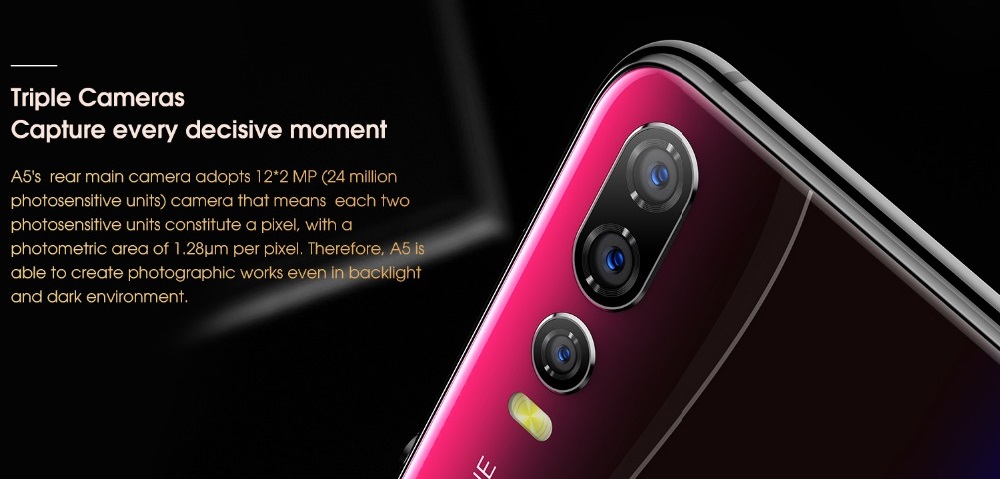 Triple Cameras
Capture every decisive moment
A5's rear main camera adopts 12*2 MP (24 million
photosensitive units) camera that means each two
photosensitive units constitute a pixel, with a
photometric area of 1.28μm per pixel. Therefore, A5 is
able to create photographic works even in backlight
and dark environment.